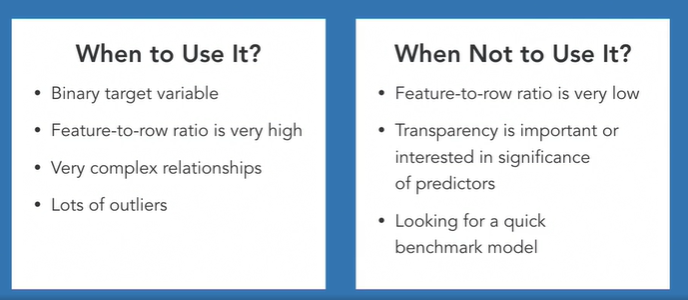 When to Use It?
• Binary target variable
• Feature-to-row ratio is very high
• Very complex relationships
• Lots of outliers
When Not to Use It?
• Feature-to-row ratio is very low
• Transparency is important or
interested in significance
of predictors
• Looking for a quick
benchmark model